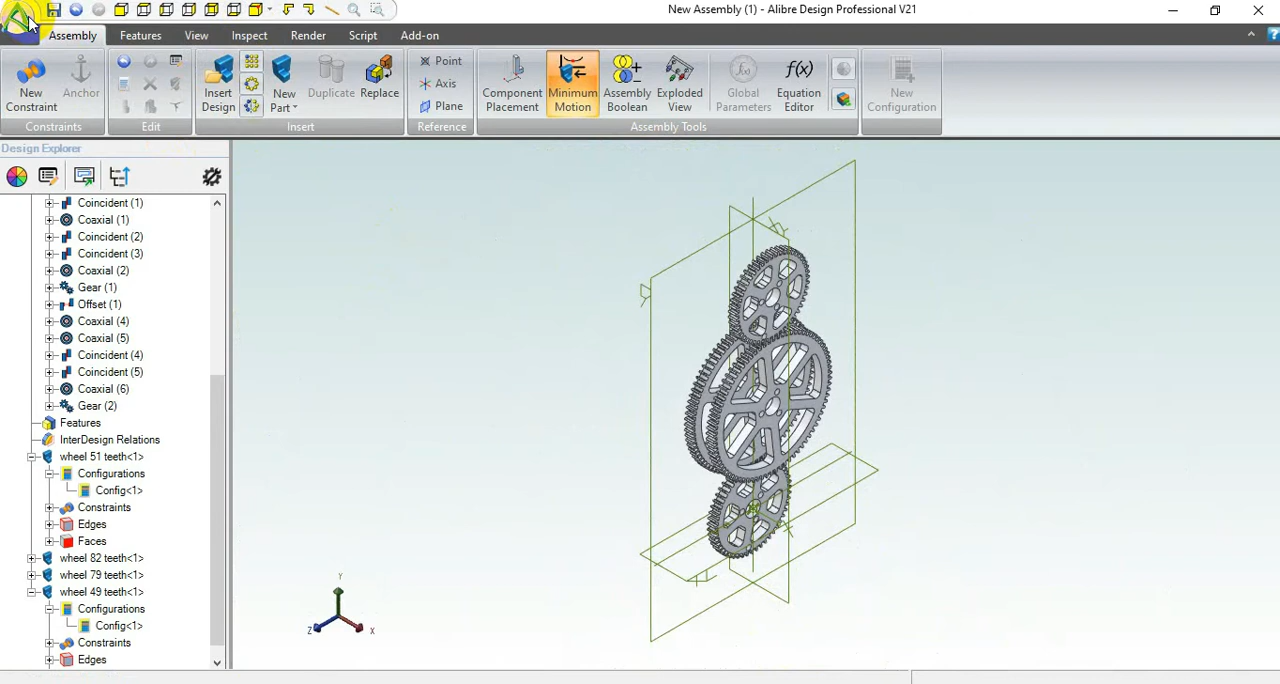 New Assembly (1) - Alibre Design Professional V21
Assembly Features View Inspect Render Script Add-on
New Constraint
Anchor
Constraints
Edit
Insert Design
New Part
Duplicate
Replace
Insert
Point
Axis
Plane
Reference
Component Placement
Minimum Motion
Assembly Boolean
Exploded View
Global Parameters
f(x)
Equation Editor
Assembly Tools
New Configuration
Design Explorer
Coincident (1)
Coaxial (1)
Coincident (2)
Coincident (3)
Coaxial (2)
Gear (1)
Offset (1)
Coaxial (4)
Coaxial (5)
Coincident (4)
Coincident (5)
Coaxial (6)
Gear (2)
Features
InterDesign Relations
wheel 51 teeth<1>
Configurations
Config<1>
Constraints
Edges
Faces
wheel 82 teeth<1>
wheel 79 teeth<1>
wheel 49 teeth<1>
Configurations
Config<1>
Constraints
Edges
Y
Z
X